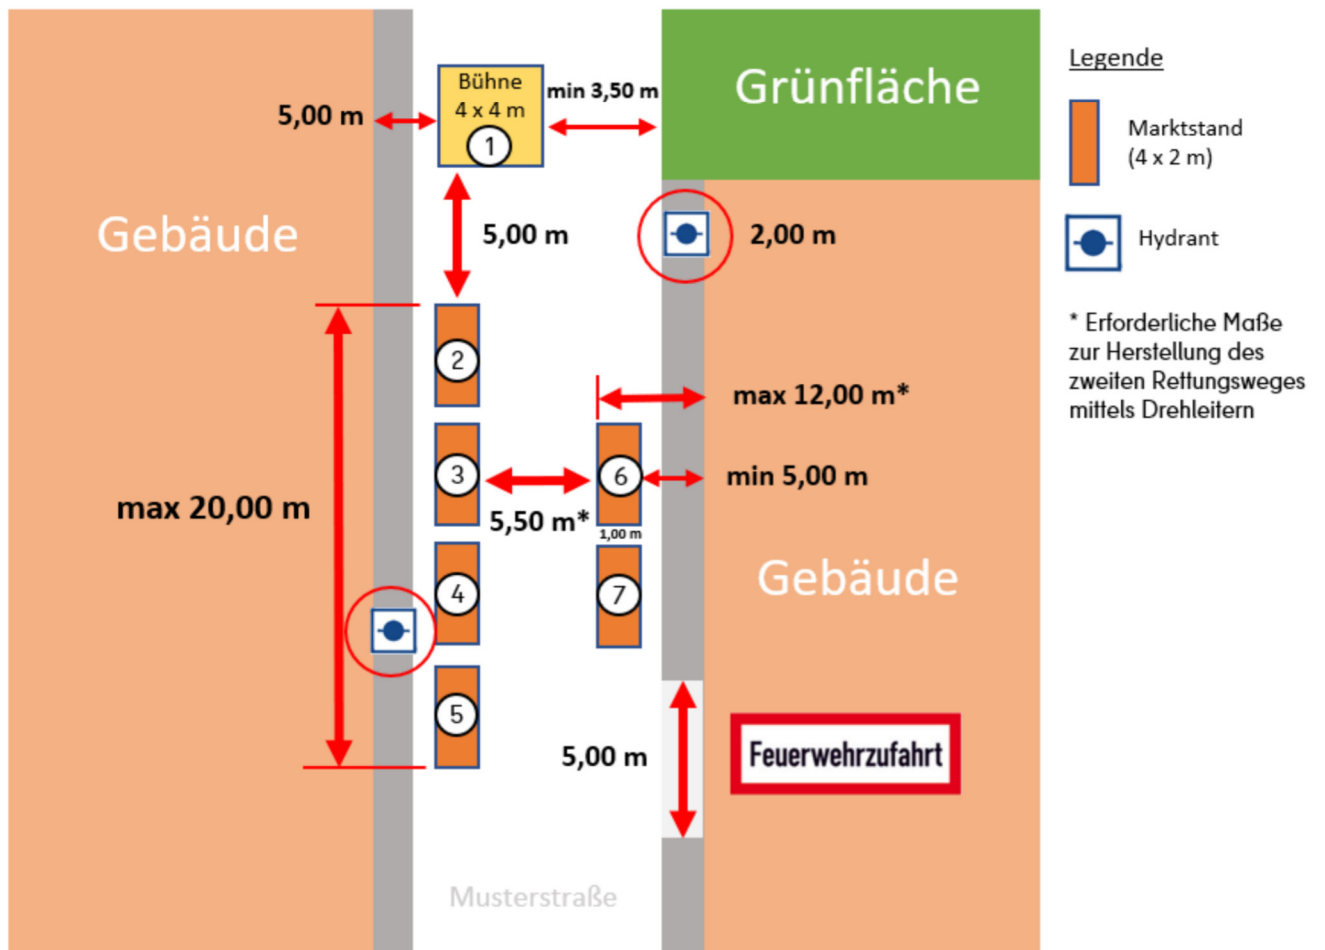 Bühne
4 x 4 m
1
5,00 m
min 3,50 m
Grünfläche
Legende
Marktstand
(4 x 2 m)
Hydrant
* Erforderliche Maße
zur Herstellung des
zweiten Rettungsweges
mittels Drehleitern
Gebäude
5,00 m
2,00 m
2
max 12,00 m*
3
6
min 5,00 m
max 20,00 m
5,50 m*
1,00 m
Gebäude
4
7
5
5,00 m
Feuerwehrzufahrt
Musterstraße